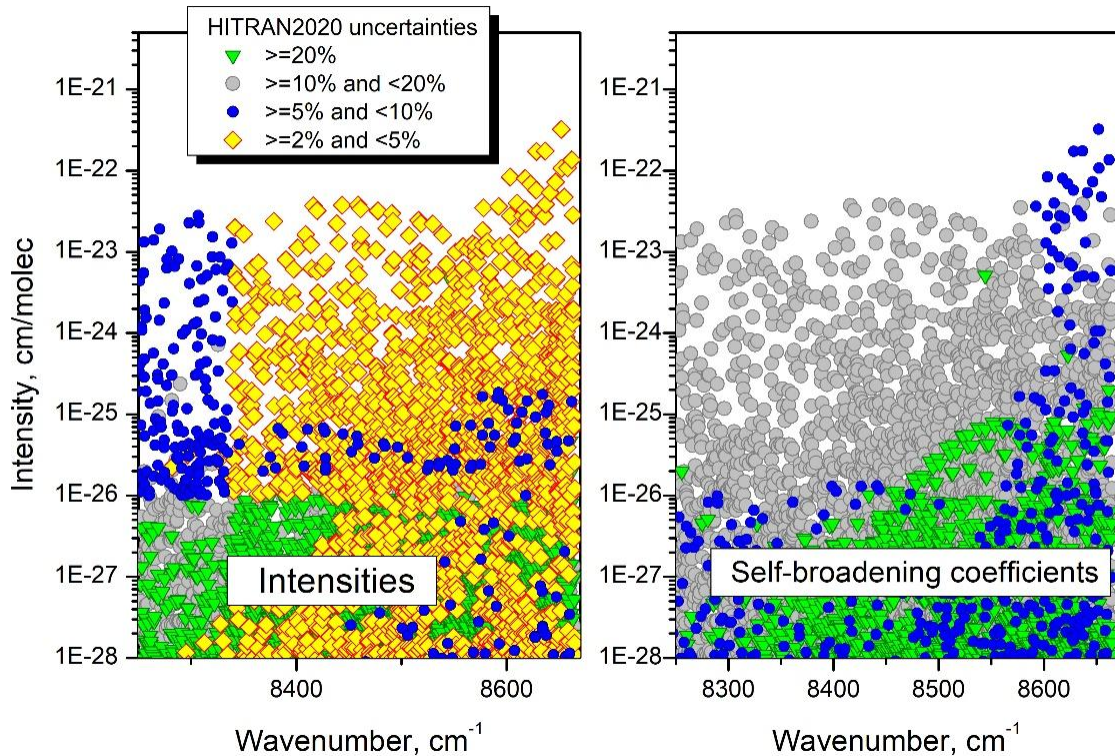 HITRAN2020 uncertainties
>=20%
>=10% and <20%
>=5% and <10%
>=2% and <5%
Intensity, cm/molec
1E-21
1E-22
1E-23
1E-24
1E-25
1E-26
1E-27
1E-28
Intensities
8400
8600
Wavenumber, cm⁻¹
1E-21
1E-22
1E-23
1E-24
1E-25
1E-26
1E-27
1E-28
Self-broadening coefficients
8300
8400
8500
8600
Wavenumber, cm⁻¹